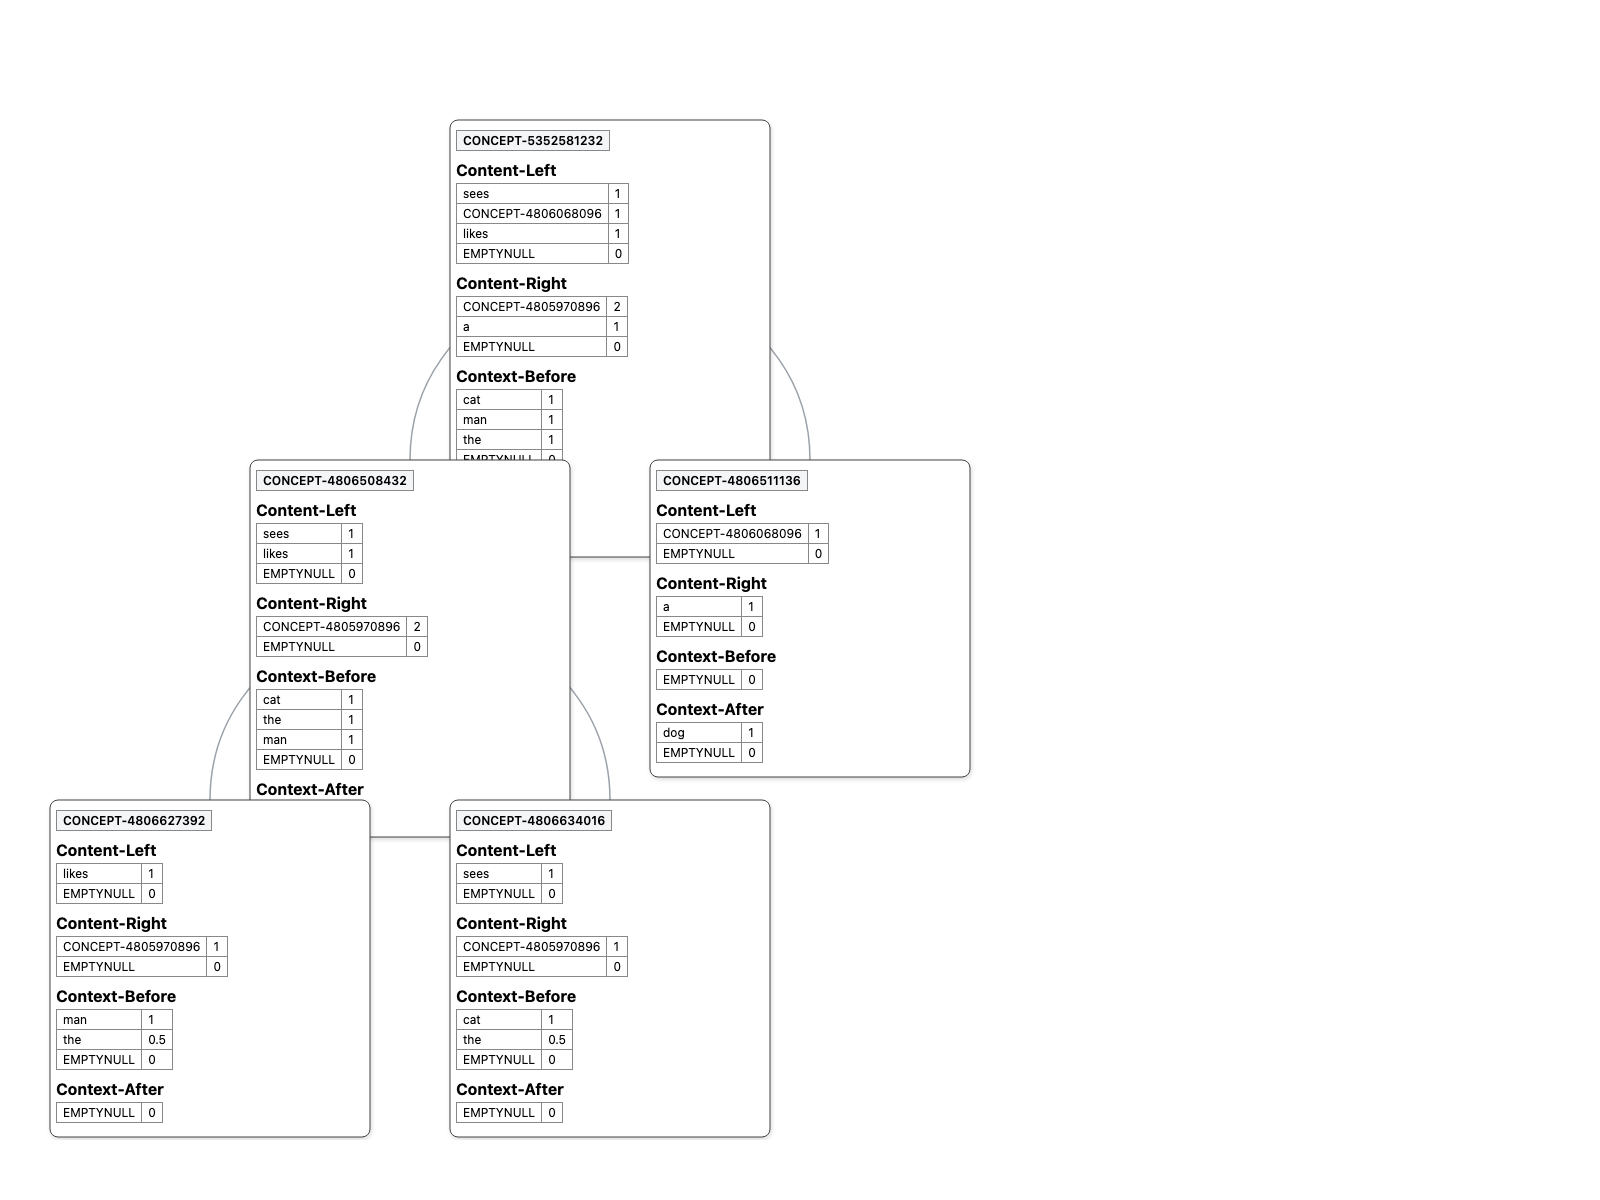 CONCEPT-5352581232
Content-Left
sees 1
CONCEPT-4806068096 1
likes 1
EMPTYNULL 0
Content-Right
CONCEPT-4805970896 2
a 1
EMPTYNULL 0
Context-Before
cat 1
man 1
the 1
EMPTYNULL 0
CONCEPT-4806508432
Content-Left
sees 1
likes 1
EMPTYNULL 0
Content-Right
CONCEPT-4805970896 2
EMPTYNULL 0
Context-Before
cat 1
the 1
man 1
EMPTYNULL 0
Context-After
CONCEPT-4806511136
Content-Left
CONCEPT-4806068096 1
EMPTYNULL 0
Content-Right
a 1
EMPTYNULL 0
Context-Before
EMPTYNULL 0
Context-After
dog 1
EMPTYNULL 0
CONCEPT-4806627392
Content-Left
likes 1
EMPTYNULL 0
Content-Right
CONCEPT-4805970896 1
EMPTYNULL 0
Context-Before
man 1
the 0.5
EMPTYNULL 0
Context-After
EMPTYNULL 0
CONCEPT-4806634016
Content-Left
sees 1
EMPTYNULL 0
Content-Right
CONCEPT-4805970896 1
EMPTYNULL 0
Context-Before
cat 1
the 0.5
EMPTYNULL 0
Context-After
EMPTYNULL 0